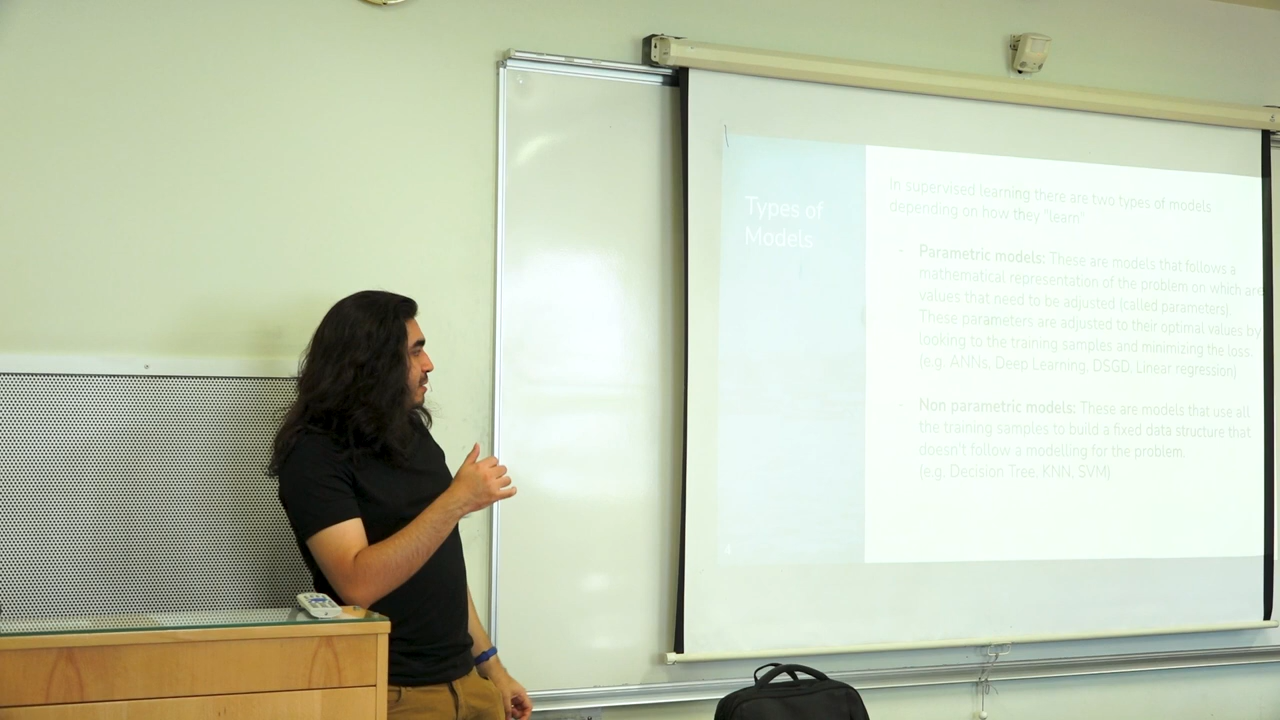 Types of
Models
In supervised learning there are two types of models
depending on how they "learn"
- Parametric models: These are models that follows a
mathematical representation of the problem on which are
values that need to be adjusted (called parameters).
These parameters are adjusted to their optimal values by
looking to the training samples and minimizing the loss.
(e.g. ANNs, Deep Learning, DSGD, Linear regression)
- Non parametric models: These are models that use all
the training samples to build a fixed data structure that
doesn't follow a modelling for the problem.
(e.g. Decision Tree, KNN, SVM)
4